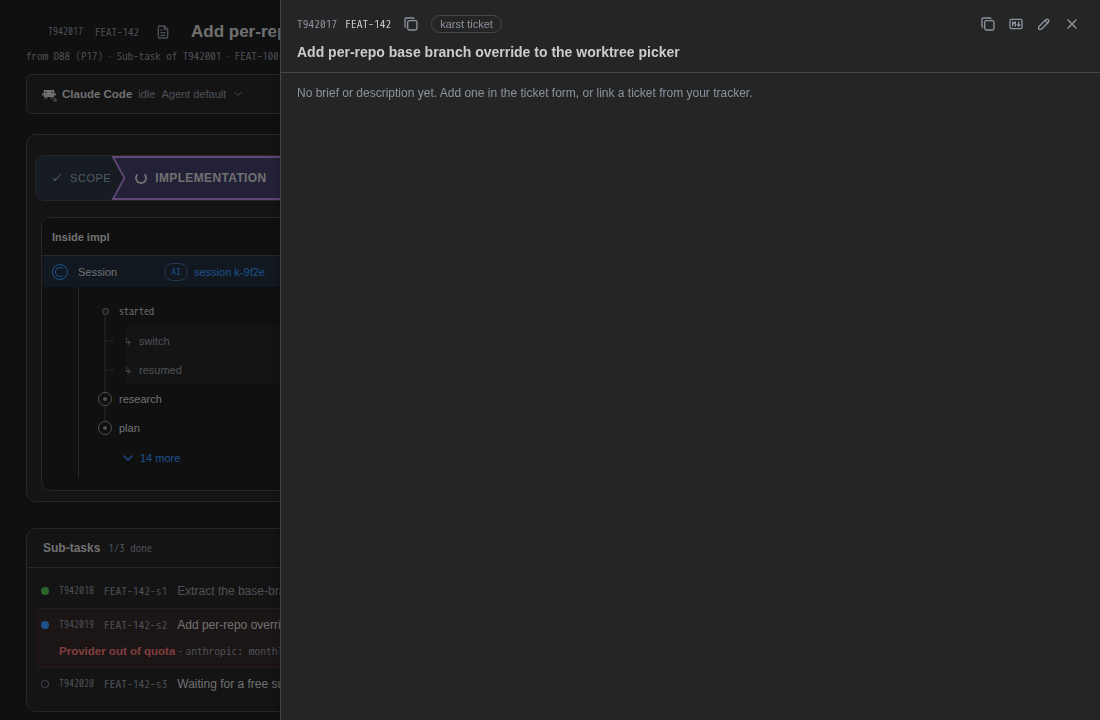 T942017 FEAT-142 Add per-rep
from D88 (P17) · Sub-task of T942001 · FEAT-100
Claude Code idle Agent default
SCOPE IMPLEMENTATION
Inside impl
Session AI session k-9f2e
started
switch
resumed
research
plan
14 more
Sub-tasks 1/3 done
T942018 FEAT-142-s1 Extract the base-br
T942019 FEAT-142-s2 Add per-repo overri
Provider out of quota · anthropic: monthl
T942020 FEAT-142-s3 Waiting for a free su
T942017 FEAT-142 karst ticket
Add per-repo base branch override to the worktree picker
No brief or description yet. Add one in the ticket form, or link a ticket from your tracker.